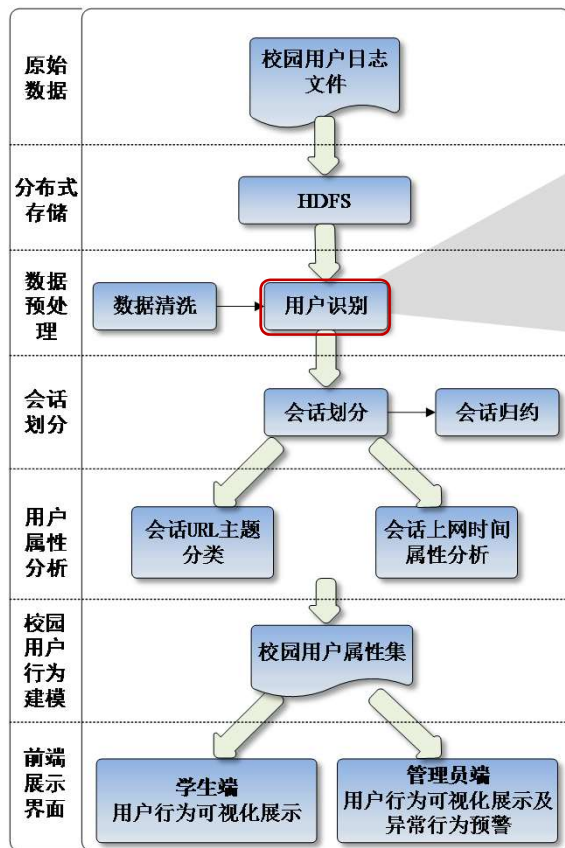 原始
数据
校园用户日志
文件
分布式
存储
HDFS
数据
预处
理
数据清洗
用户识别
会话
划分
会话划分
会话归约
用户
属性
分析
会话URL主题
分类
会话上网时间
属性分析
校园
用户
行为
建模
校园用户属性集
前端
展示
界面
学生端
用户行为可视化展示
管理员端
用户行为可视化展示及
异常行为预警